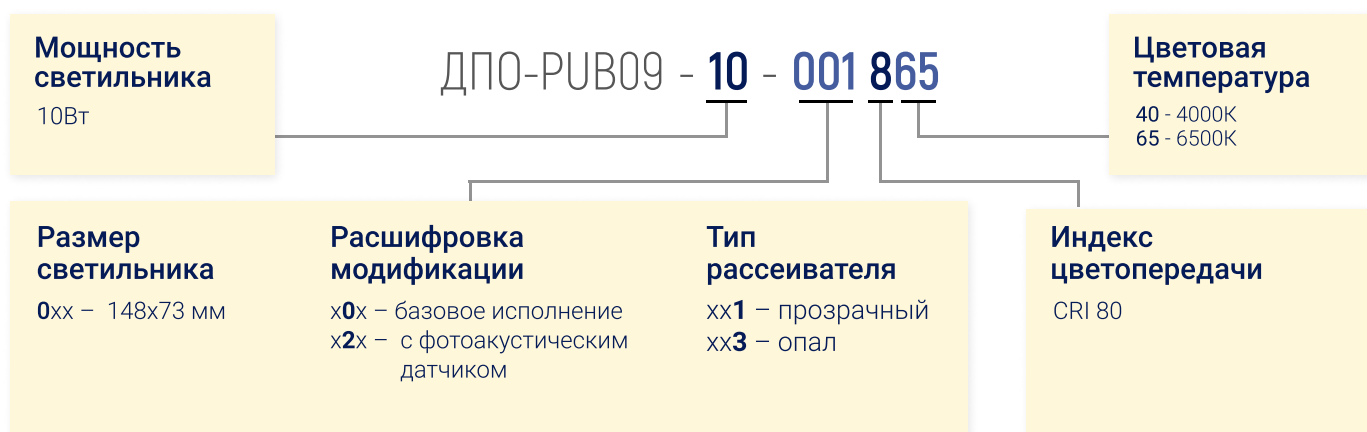 Мощность
светильника
10Вт
ДПО-PUB09 - 10 - 001 865
Цветовая
температура
40 - 4000К
65 - 6500К
Размер
светильника
0хх – 148х73 мм
Расшифровка
модификации
х0х – базовое исполнение
х2х – с фотоакустическим
датчиком
Тип
рассеивателя
хх1 – прозрачный
хх3 – опал
Индекс
цветопередачи
CRI 80